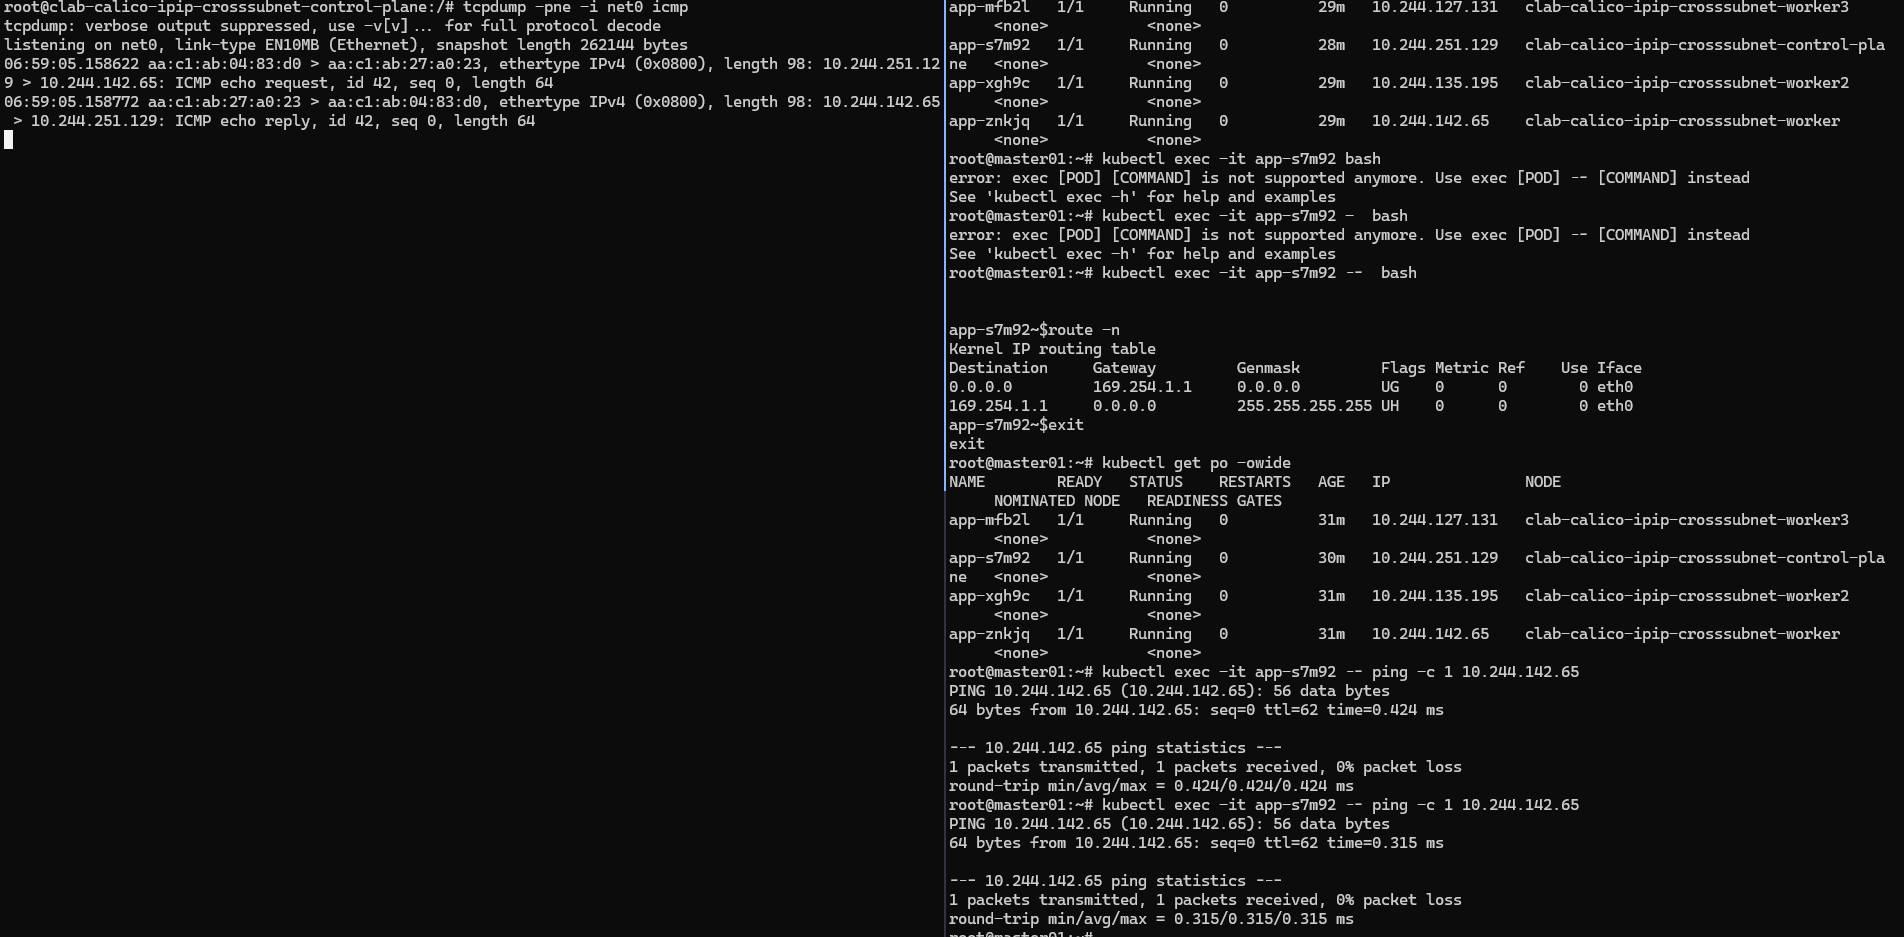 root@clab-calico-ipip-crosssubnet-control-plane:/# tcpdump -pne -i net0 icmp
tcpdump: verbose output suppressed, use -v[v]... for full protocol decode
listening on net0, link-type EN10MB (Ethernet), snapshot length 262144 bytes
06:59:05.158622 aa:c1:ab:04:83:d0 > aa:c1:ab:27:a0:23, ethertype IPv4 (0x0800), length 98: 10.244.251.12
9 > 10.244.142.65: ICMP echo request, id 42, seq 0, length 64
06:59:05.158772 aa:c1:ab:27:a0:23 > aa:c1:ab:04:83:d0, ethertype IPv4 (0x0800), length 98: 10.244.142.65
 > 10.244.251.129: ICMP echo reply, id 42, seq 0, length 64
app-mfb2l   1/1     Running   0          29m   10.244.127.131   clab-calico-ipip-crosssubnet-worker3
     <none>           <none>
app-s7m92   1/1     Running   0          28m   10.244.251.129   clab-calico-ipip-crosssubnet-control-pla
ne   <none>           <none>
app-xgh9c   1/1     Running   0          29m   10.244.135.195   clab-calico-ipip-crosssubnet-worker2
     <none>           <none>
app-znkjq   1/1     Running   0          29m   10.244.142.65    clab-calico-ipip-crosssubnet-worker
     <none>           <none>
root@master01:~# kubectl exec -it app-s7m92 bash
error: exec [POD] [COMMAND] is not supported anymore. Use exec [POD] -- [COMMAND] instead
See 'kubectl exec -h' for help and examples
root@master01:~# kubectl exec -it app-s7m92 -  bash
error: exec [POD] [COMMAND] is not supported anymore. Use exec [POD] -- [COMMAND] instead
See 'kubectl exec -h' for help and examples
root@master01:~# kubectl exec -it app-s7m92 --  bash
app-s7m92~$route -n
Kernel IP routing table
Destination     Gateway         Genmask         Flags Metric Ref    Use Iface
0.0.0.0         169.254.1.1     0.0.0.0         UG    0      0        0 eth0
169.254.1.1     0.0.0.0         255.255.255.255 UH    0      0        0 eth0
app-s7m92~$exit
exit
root@master01:~# kubectl get po -owide
NAME        READY   STATUS    RESTARTS   AGE   IP               NODE
     NOMINATED NODE   READINESS GATES
app-mfb2l   1/1     Running   0          31m   10.244.127.131   clab-calico-ipip-crosssubnet-worker3
     <none>           <none>
app-s7m92   1/1     Running   0          30m   10.244.251.129   clab-calico-ipip-crosssubnet-control-pla
ne   <none>           <none>
app-xgh9c   1/1     Running   0          31m   10.244.135.195   clab-calico-ipip-crosssubnet-worker2
     <none>           <none>
app-znkjq   1/1     Running   0          31m   10.244.142.65    clab-calico-ipip-crosssubnet-worker
     <none>           <none>
root@master01:~# kubectl exec -it app-s7m92 -- ping -c 1 10.244.142.65
PING 10.244.142.65 (10.244.142.65): 56 data bytes
64 bytes from 10.244.142.65: seq=0 ttl=62 time=0.424 ms
--- 10.244.142.65 ping statistics ---
1 packets transmitted, 1 packets received, 0% packet loss
round-trip min/avg/max = 0.424/0.424/0.424 ms
root@master01:~# kubectl exec -it app-s7m92 -- ping -c 1 10.244.142.65
PING 10.244.142.65 (10.244.142.65): 56 data bytes
64 bytes from 10.244.142.65: seq=0 ttl=62 time=0.315 ms
--- 10.244.142.65 ping statistics ---
1 packets transmitted, 1 packets received, 0% packet loss
round-trip min/avg/max = 0.315/0.315/0.315 ms
root@master01:~#